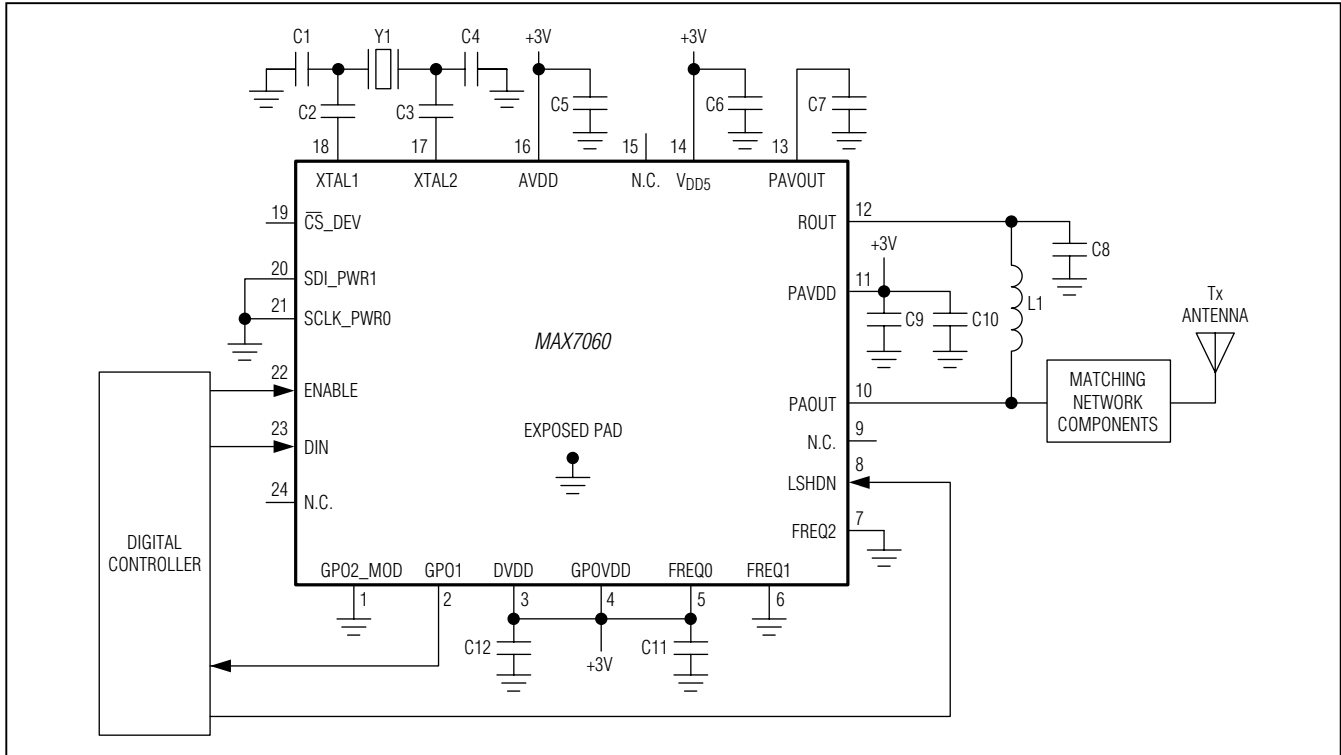 C1
Y1
C4
+3V
+3V
C2
C3
C5
C6
C7
18
17
16
15
14
13
XTAL1
XTAL2
AVDD
N.C.
VDD5
PAVOUT
19
CS_DEV
ROUT
12
C8
+3V
20
SDI_PWR1
PAVDD
11
21
SCLK_PWR0
C9
C10
L1
Tx
ANTENNA
MAX7060
22
ENABLE
PAOUT
10
MATCHING
NETWORK
COMPONENTS
23
DIN
EXPOSED PAD
N.C.
9
24
N.C.
LSHDN
8
FREQ2
7
DIGITAL
CONTROLLER
GPO2_MOD
GPO1
DVDD
GPOVDD
FREQ0
FREQ1
1
2
3
4
5
6
C12
+3V
C11